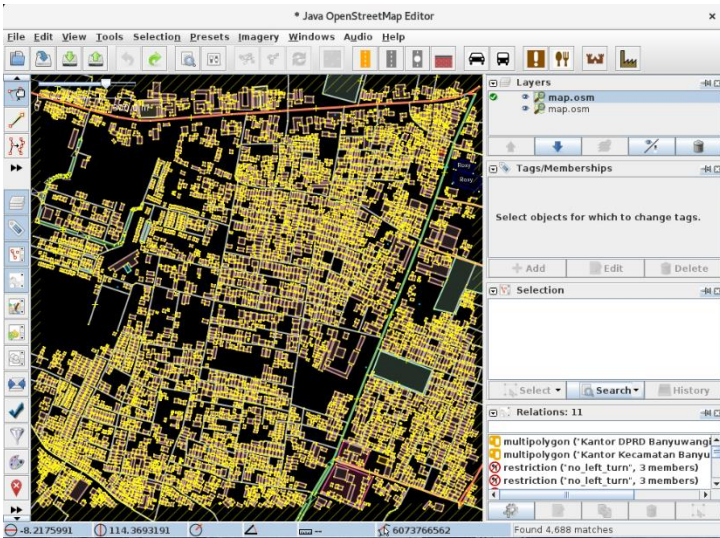 * Java OpenStreetMap Editor
File Edit View Tools Selection Presets Imagery Windows Audio Help
Layers
map.osm
map.osm
Tags/Memberships
Roxy
Roxy
Select objects for which to change tags.
Add Edit Delete
Selection
Select Search History
Relations: 11
multipolygon ("Kantor DPRD Banyuwangi
multipolygon ("Kantor Kecamatan Banyu
restriction ("no_left_turn", 3 members)
restriction ("no_left_turn", 3 members)
-8.2175991 114.3693191 -- 6073766562 Found 4,688 matches